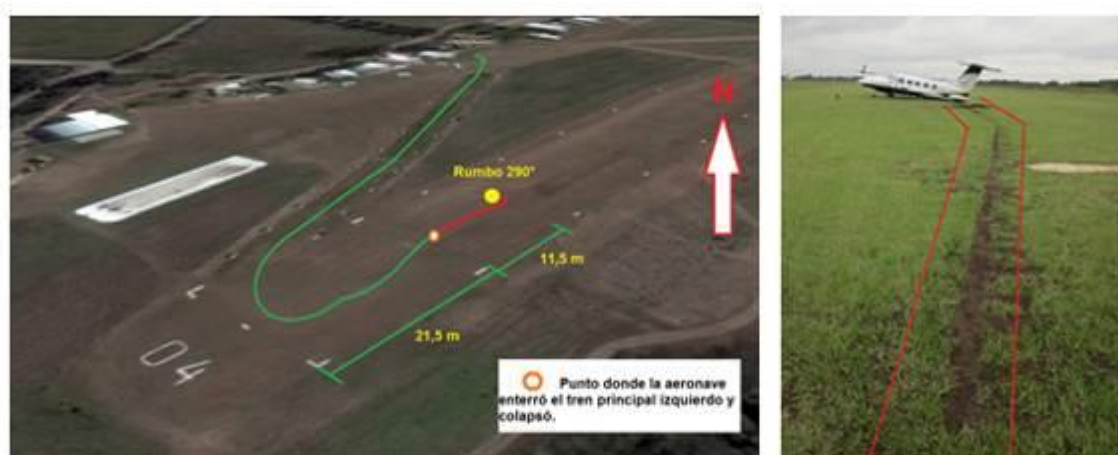 N
Rumbo 290°
11,5 m
21,5 m
04
Punto donde la aeronave
enterró el tren principal izquierdo y
colapsó.